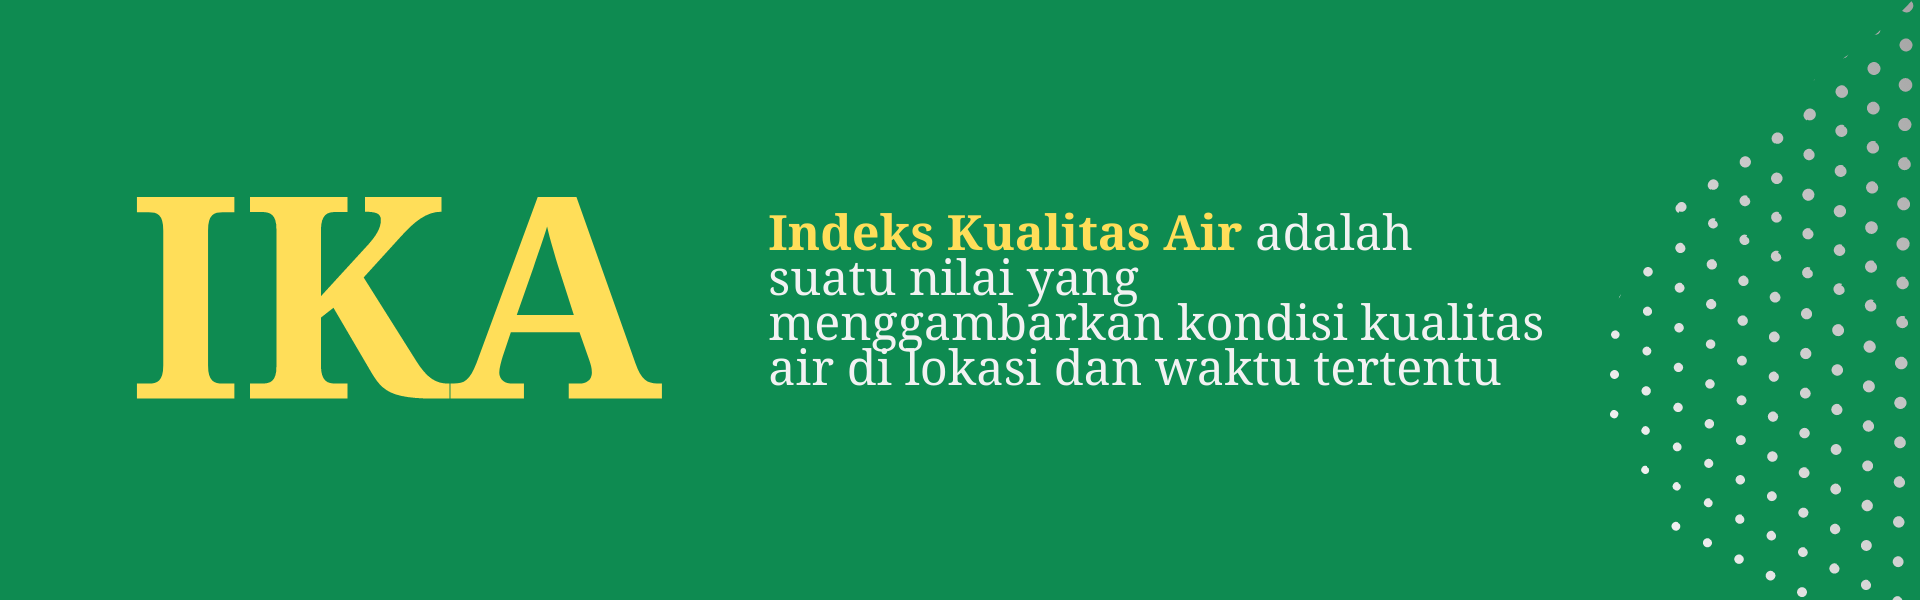 IKA
Indeks Kualitas Air adalah
suatu nilai yang
menggambarkan kondisi kualitas
air di lokasi dan waktu tertentu